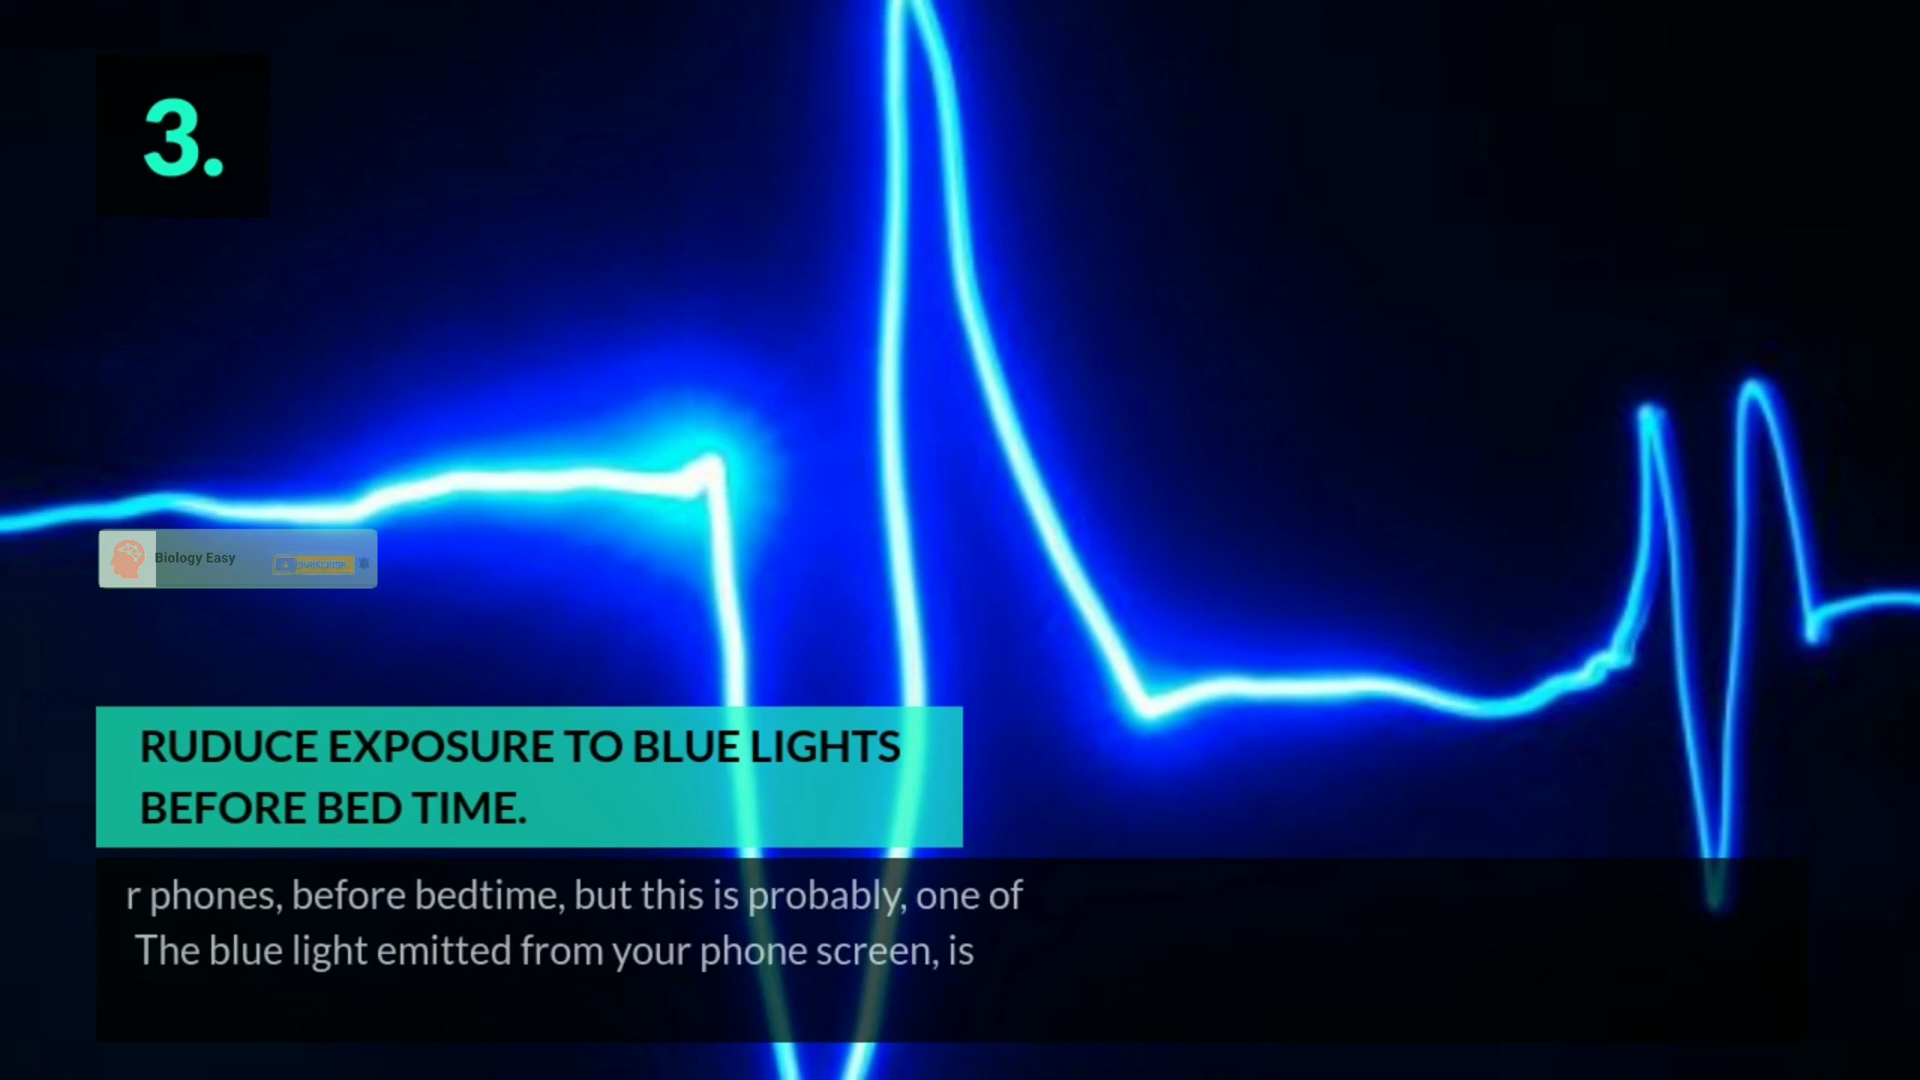 3.
Biology Easy
SUBSCRIBE
RUDUCE EXPOSURE TO BLUE LIGHTS
BEFORE BED TIME.
r phones, before bedtime, but this is probably, one of
The blue light emitted from your phone screen, is